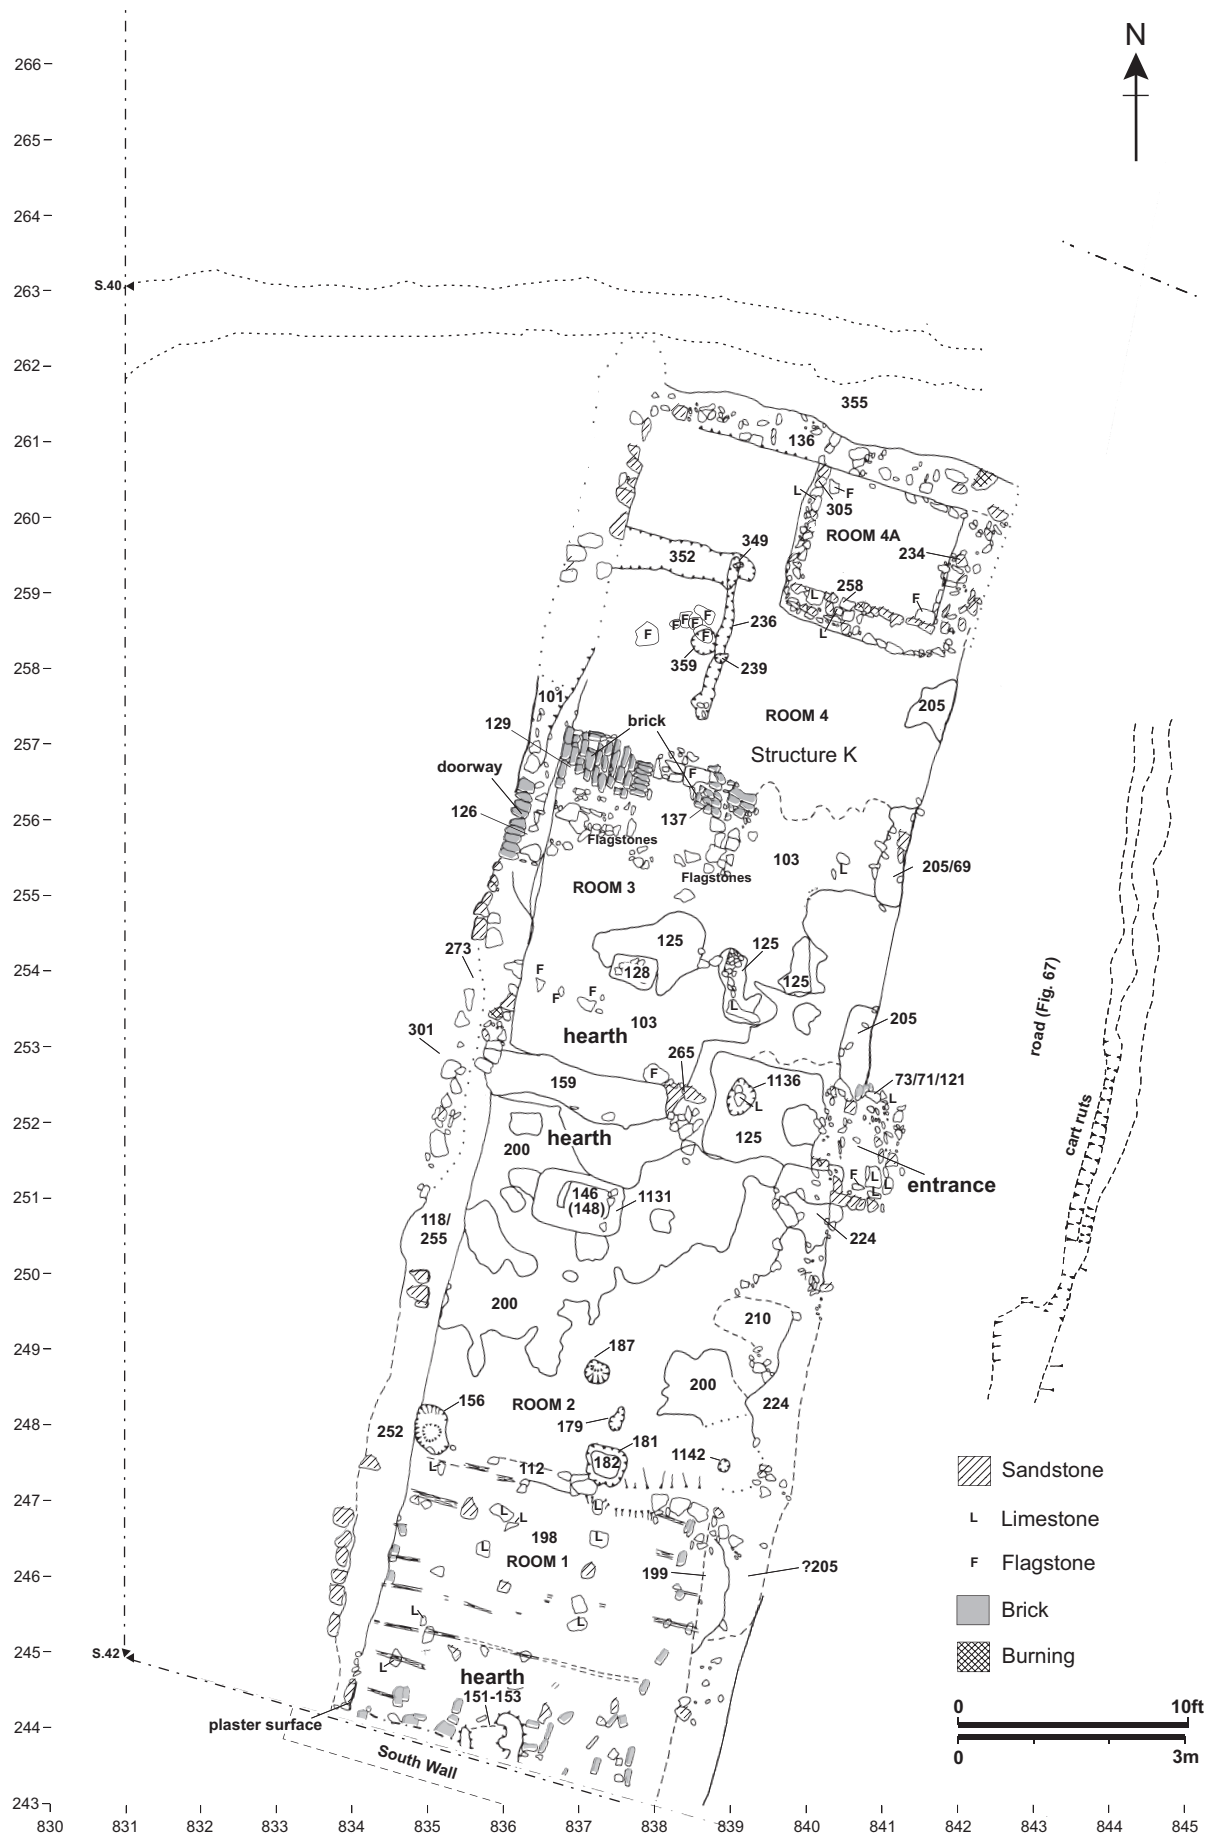 N
266
265
264
S.40
263
262
355
136
261
L
F
305
260
ROOM 4A
349
352
234
258
259
L
F
L
236
F
F
F
F
F
F
359
239
258
101
205
ROOM 4
129
brick
257
Structure K
doorway
F
126
137
256
Flagstones
103
L
205/69
Flagstones
ROOM 3
255
125
125
273
128
125
254
F
F
F
L
103
205
301
hearth
265
253
F
1136
73/71/121
159
L
L
252
hearth
125
200
F
L
entrance
L
L
146
(148)
1131
251
118/
255
224
250
200
210
187
249
200
156
ROOM 2
224
179
252
248
181
182
1142
L
112
247
L
L
L
198
L
L
ROOM 1
199
?205
246
L
L
L
245
S.42
hearth
151-153
plaster surface
244
South Wall
243
road (Fig. 67)
cart ruts
Sandstone
L Limestone
F Flagstone
Brick
Burning
0 10ft
0 3m
830 831 832 833 834 835 836 837 838 839 840 841 842 843 844 845